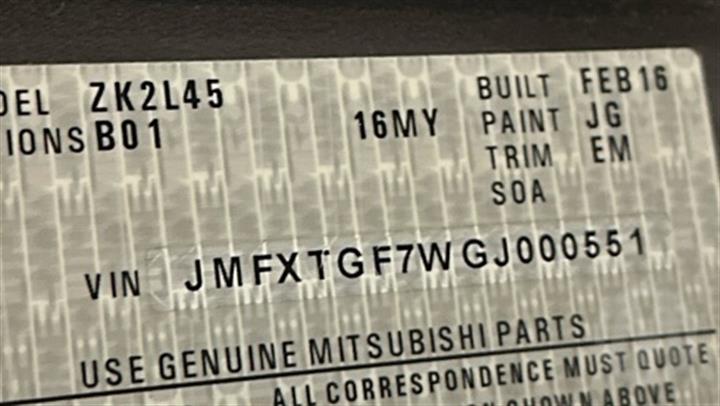 DEL ZK2L45
IONS B01
16MY
BUILT FEB16
PAINT JG
TRIM EM
SOA
VIN JMFXTGF7WGJ000551
USE GENUINE MITSUBISHI PARTS
ALL CORRESPONDENCE MUST QUOTE
SHOWN ABOVE